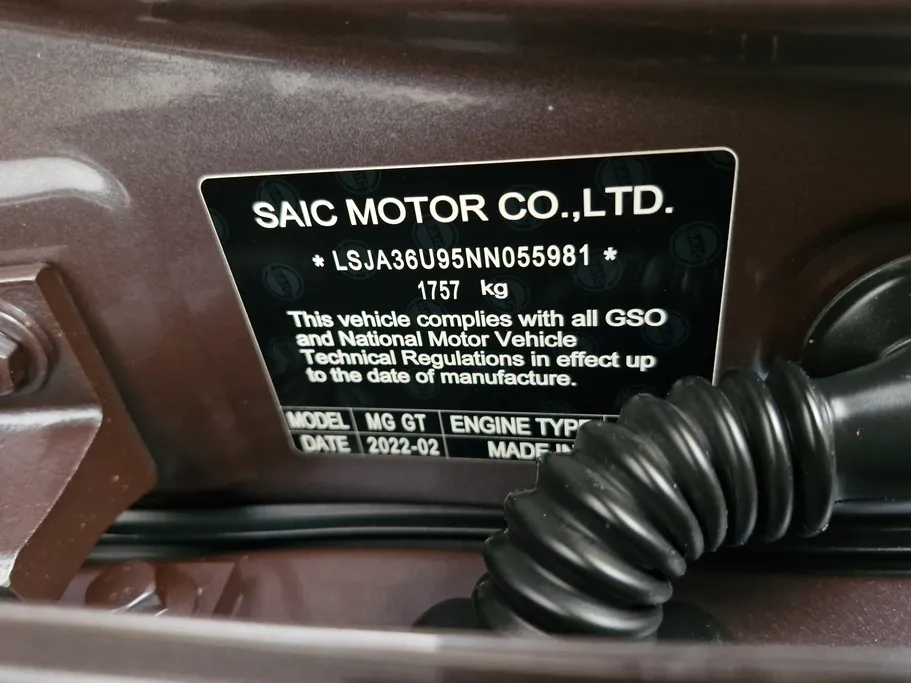 SAIC MOTOR CO.,LTD.
* LSJA36U95NN055981 *
1757 kg
This vehicle complies with all GSO
and National Motor Vehicle
Technical Regulations in effect up
to the date of manufacture.
MODEL MG GT ENGINE TYPE
DATE 2022-02 MADE IN